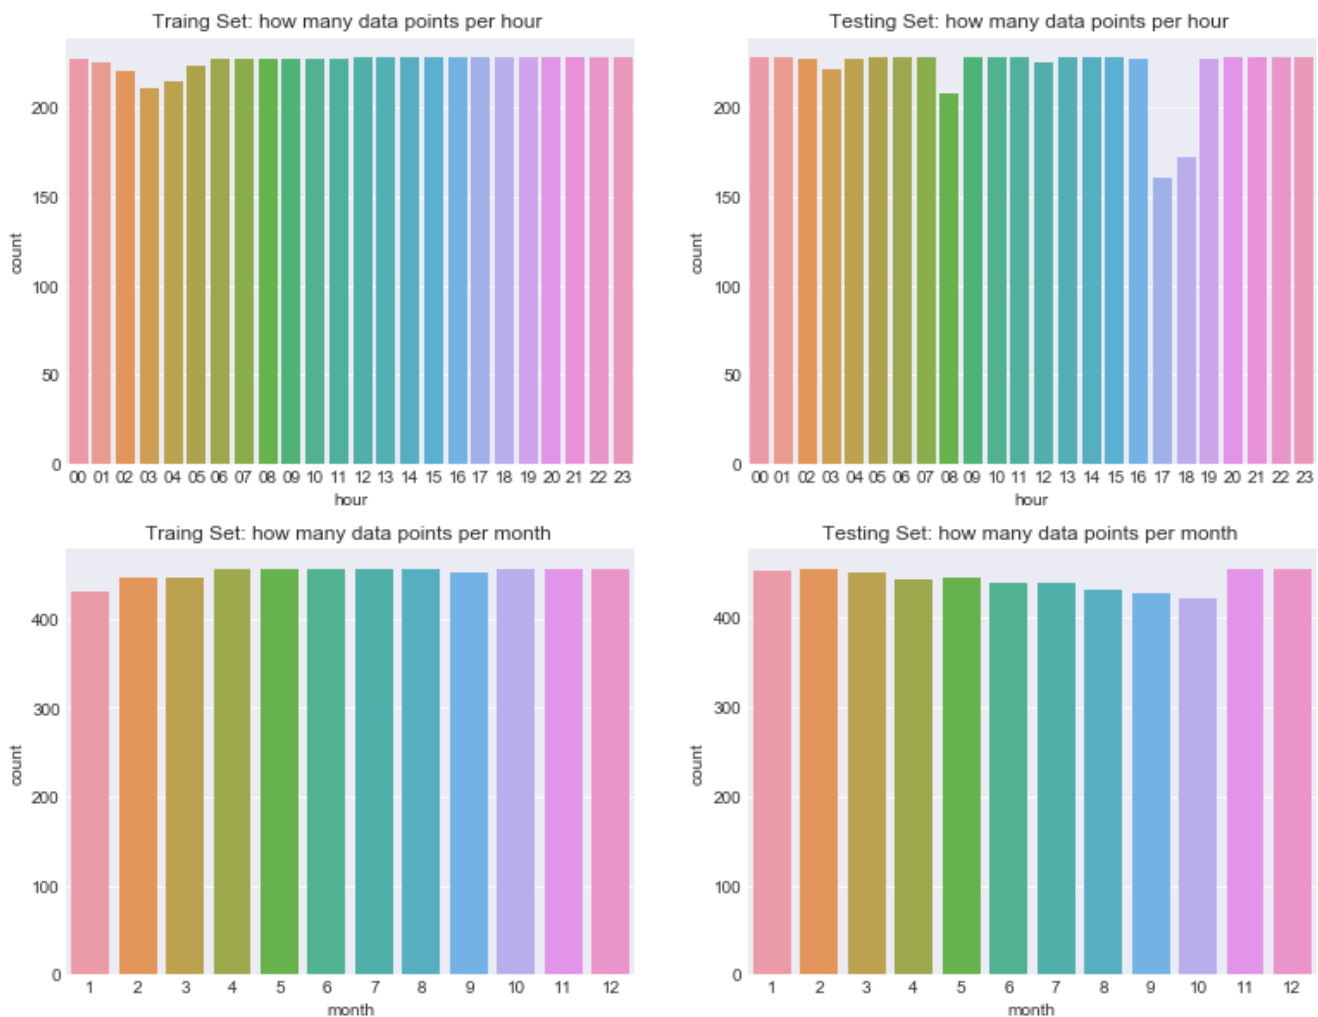 Traing Set: how many data points per hour
200
150
100
50
0
count
00 01 02 03 04 05 06 07 08 09 10 11 12 13 14 15 16 17 18 19 20 21 22 23
hour
Testing Set: how many data points per hour
200
150
100
50
0
count
00 01 02 03 04 05 06 07 08 09 10 11 12 13 14 15 16 17 18 19 20 21 22 23
hour
Traing Set: how many data points per month
400
300
200
100
0
count
1 2 3 4 5 6 7 8 9 10 11 12
month
Testing Set: how many data points per month
400
300
200
100
0
count
1 2 3 4 5 6 7 8 9 10 11 12
month